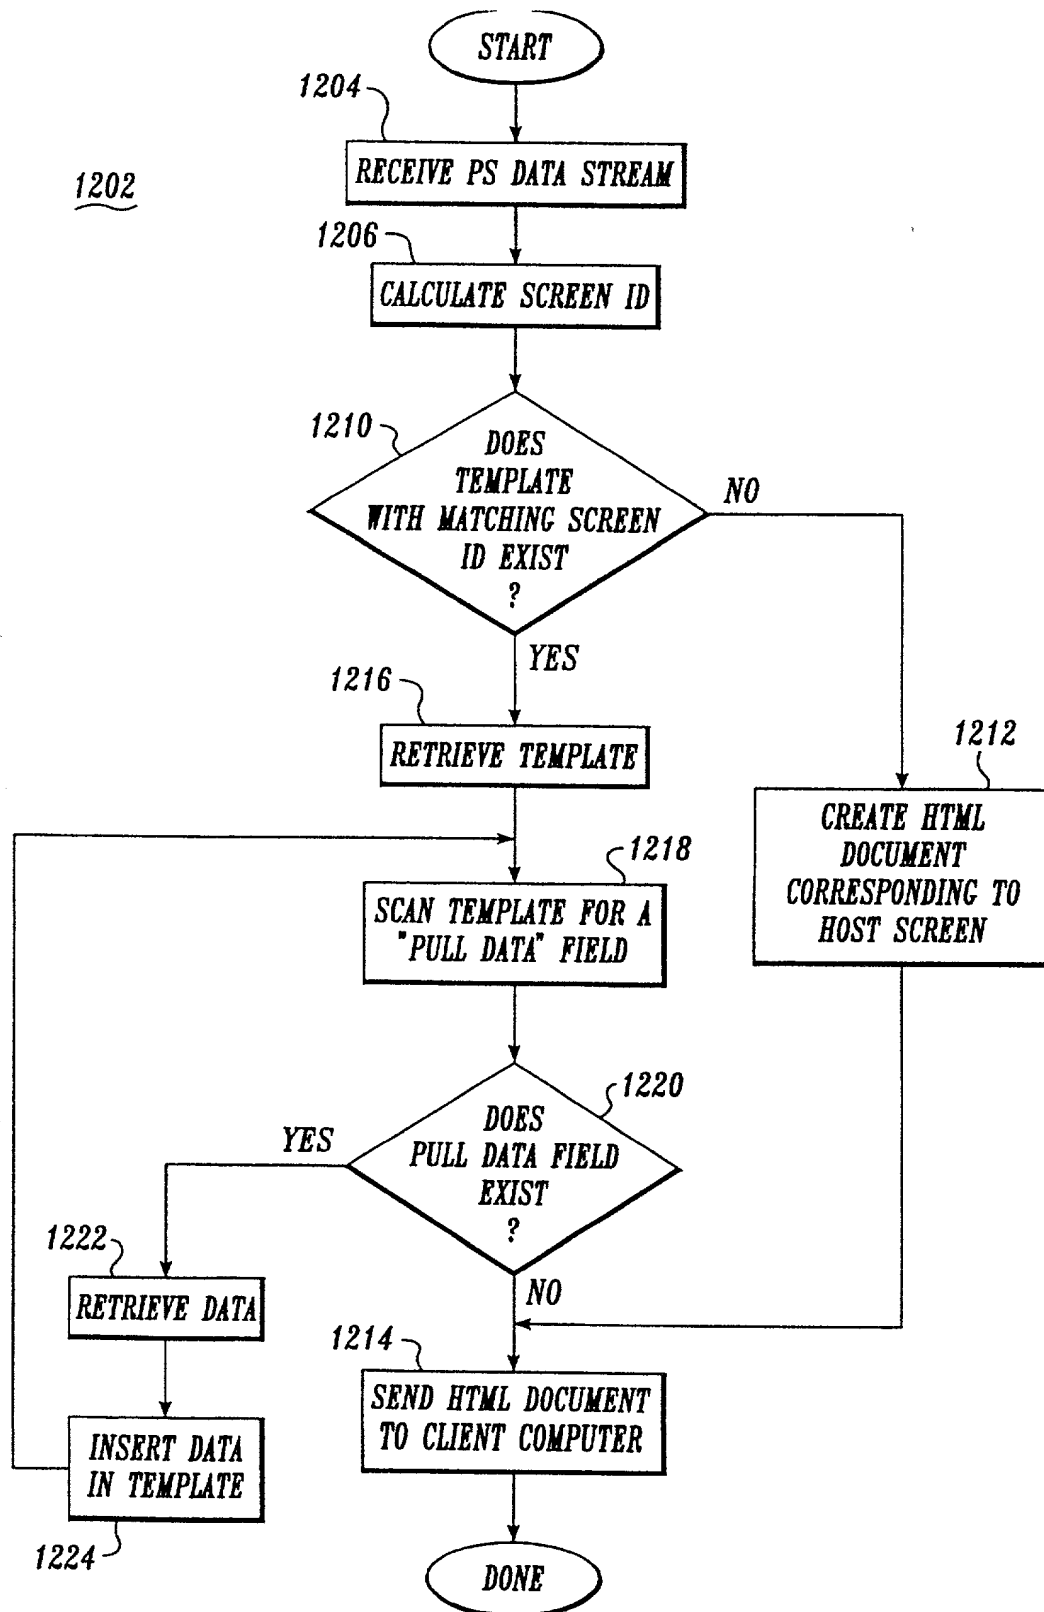 START
1204
RECEIVE PS DATA STREAM
1202
1206
CALCULATE SCREEN ID
1210
DOES
TEMPLATE
WITH MATCHING SCREEN
ID EXIST
?
NO
YES
1216
RETRIEVE TEMPLATE
1212
CREATE HTML
DOCUMENT
CORRESPONDING TO
HOST SCREEN
1218
SCAN TEMPLATE FOR A
"PULL DATA" FIELD
1220
DOES
PULL DATA FIELD
EXIST
?
YES
NO
1222
RETRIEVE DATA
INSERT DATA
IN TEMPLATE
1224
1214
SEND HTML DOCUMENT
TO CLIENT COMPUTER
DONE